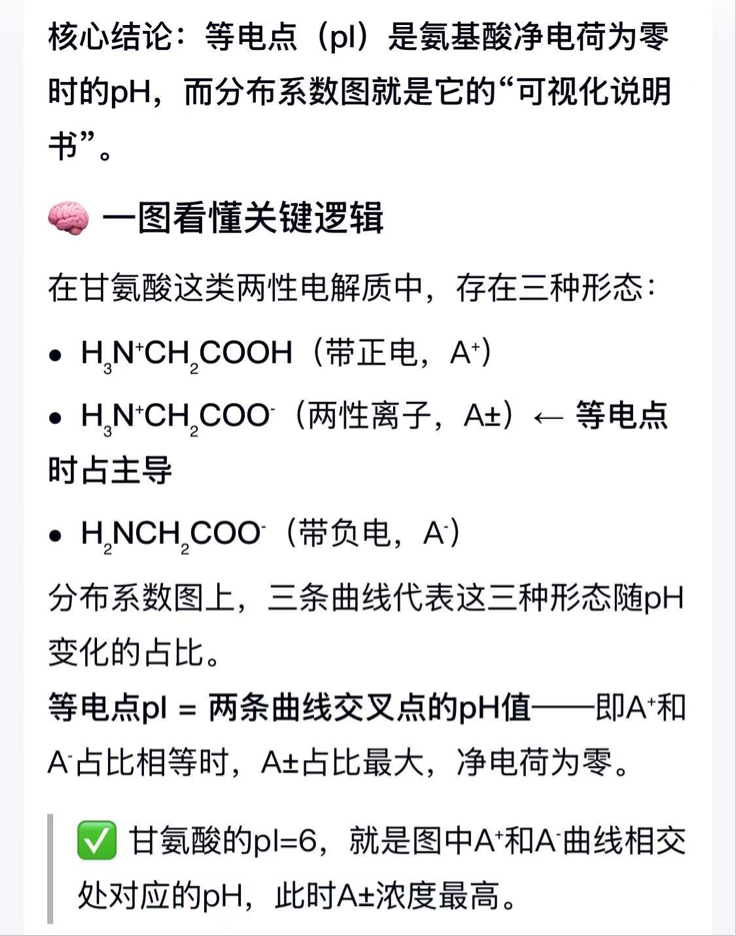 核心结论：等电点（pI）是氨基酸净电荷为零
时的pH，而分布系数图就是它的“可视化说明
书”。
🧠 一图看懂关键逻辑
在甘氨酸这类两性电解质中，存在三种形态：
• H₃N⁺CH₂COOH（带正电，A⁺）
• H₃N⁺CH₂COO⁻（两性离子，A±）← 等电点
时占主导
• H₂NCH₂COO⁻（带负电，A⁻）
分布系数图上，三条曲线代表这三种形态随pH
变化的占比。
等电点pI = 两条曲线交叉点的pH值——即A⁺和
A⁻占比相等时，A±占比最大，净电荷为零。
✅ 甘氨酸的pI=6，就是图中A⁺和A⁻曲线相交
处对应的pH，此时A±浓度最高。